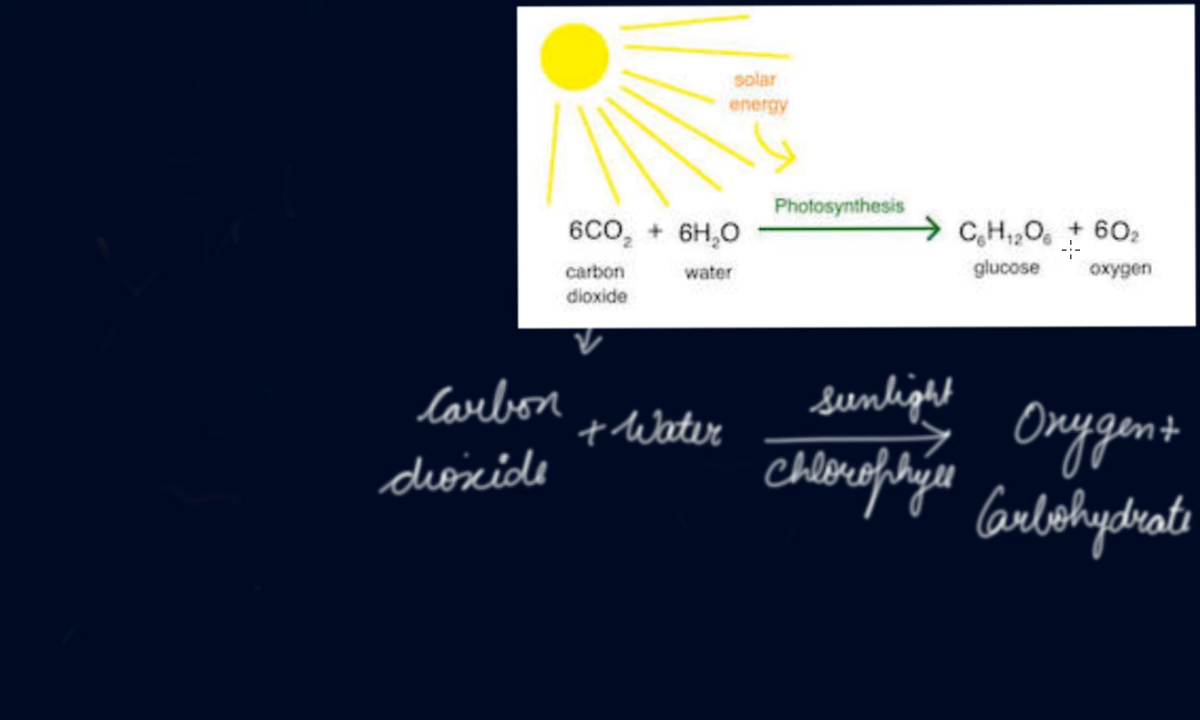 solar
energy
Photosynthesis
6CO₂ + 6H₂O → C₆H₁₂O₆ + 6O₂
carbon
dioxide
water
glucose
oxygen
Carbon
dioxide
+ Water
sunlight
Chlorophyll
Oxygen +
Carbohydrate